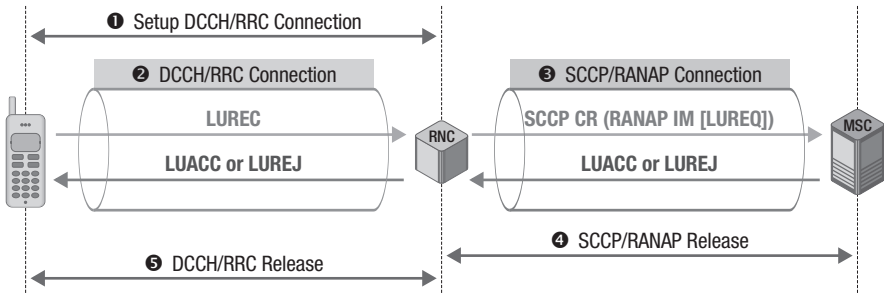 ❶ Setup DCCH/RRC Connection
❷ DCCH/RRC Connection
❸ SCCP/RANAP Connection
LUREC
SCCP CR (RANAP IM [LUREQ])
RNC
MSC
LUACC or LUREJ
LUACC or LUREJ
❹ SCCP/RANAP Release
❺ DCCH/RRC Release